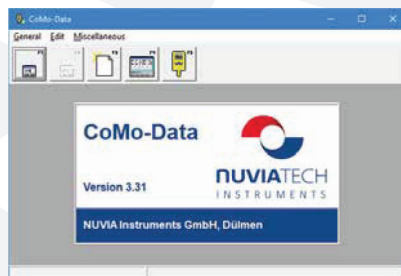 CoMo-Data
General Edit Miscellaneous
CoMo-Data
Version 3.31
NUVIATECH
INSTRUMENTS
NUVIA Instruments GmbH, Dülmen